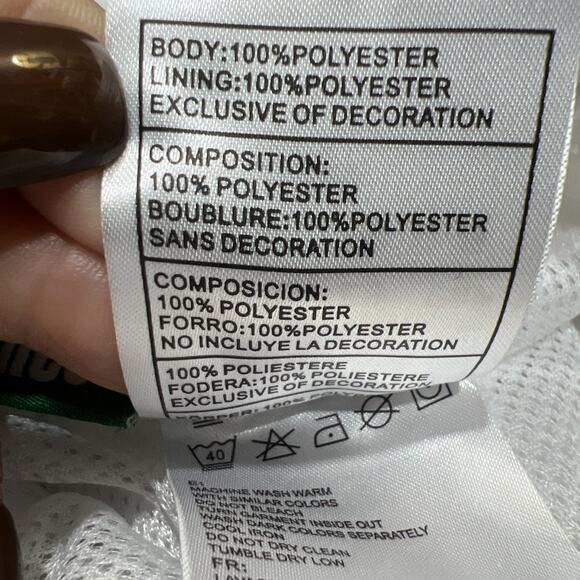 BODY:100%POLYESTER
LINING:100%POLYESTER
EXCLUSIVE OF DECORATION
COMPOSITION:
100% POLYESTER
BOUBLURE:100%POLYESTER
SANS DECORATION
COMPOSICION:
100% POLYESTER
FORRO:100%POLYESTER
NO INCLUYE LA DECORATION
100% POLIESTERE
FODERA:100% POLIESTERE
EXCLUSIVE OF DECORATION
100%
40
MACHINE WASH WARM
WITH SIMILAR COLORS
DO NOT BLEACH
TURN GARMENT INSIDE OUT
WASH DARK COLORS SEPARATELY
COOL IRON
DO NOT DRY CLEAN
TUMBLE DRY LOW
FR: